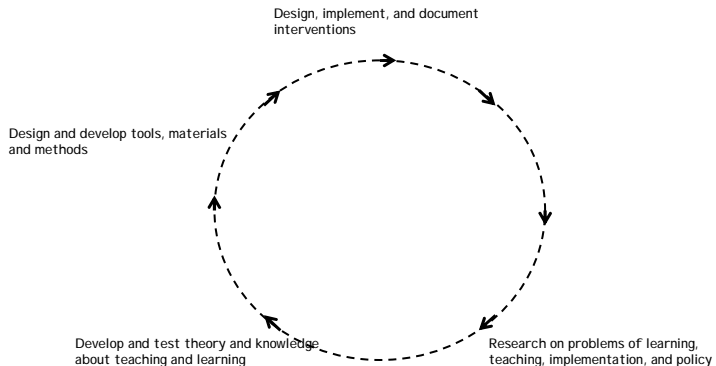 Design, implement, and document
interventions
Design and develop tools, materials
and methods
Develop and test theory and knowledge
about teaching and learning
Research on problems of learning,
teaching, implementation, and policy